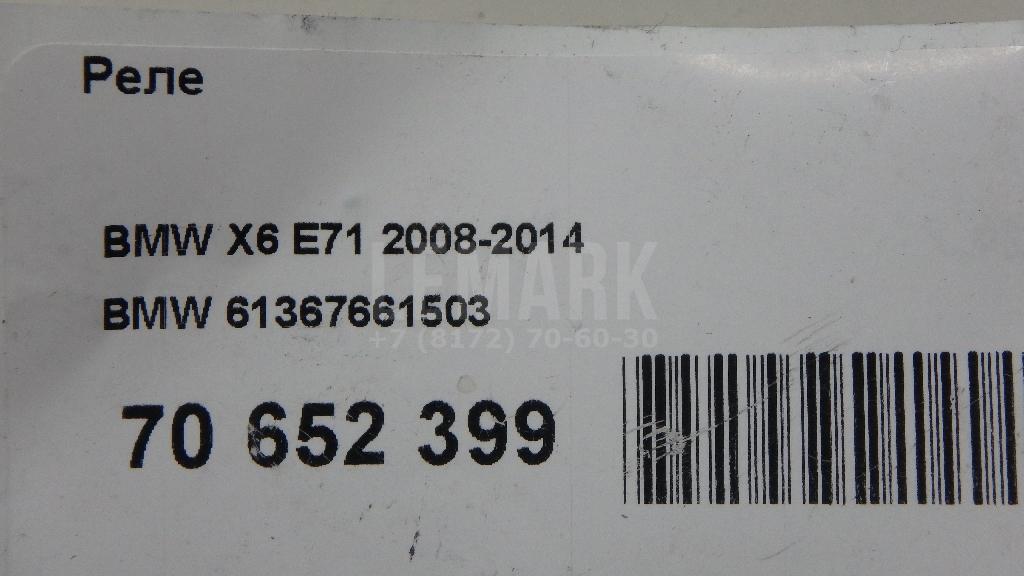 Реле
BMW X6 E71 2008-2014
LEMARK
BMW 61367661503
+7 (8172) 70-60-30
70 652 399